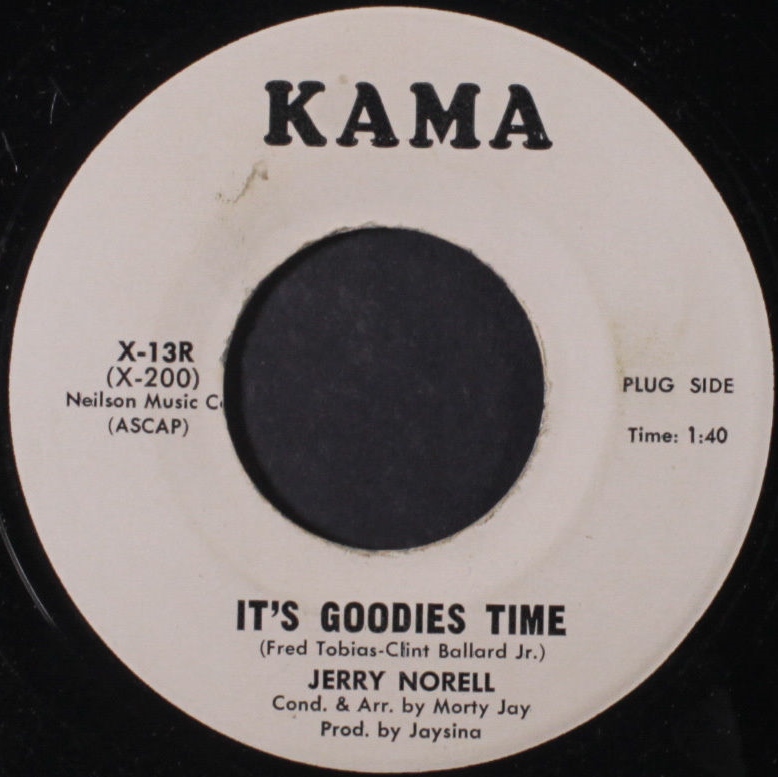 KAMA
X-13R
(X-200)
Neilson Music
(ASCAP)
PLUG SIDE
Time: 1:40
IT'S GOODIES TIME
(Fred Tobias-Clint Ballard Jr.)
JERRY NORELL
Cond. & Arr. by Morty Jay
Prod. by Jaysina